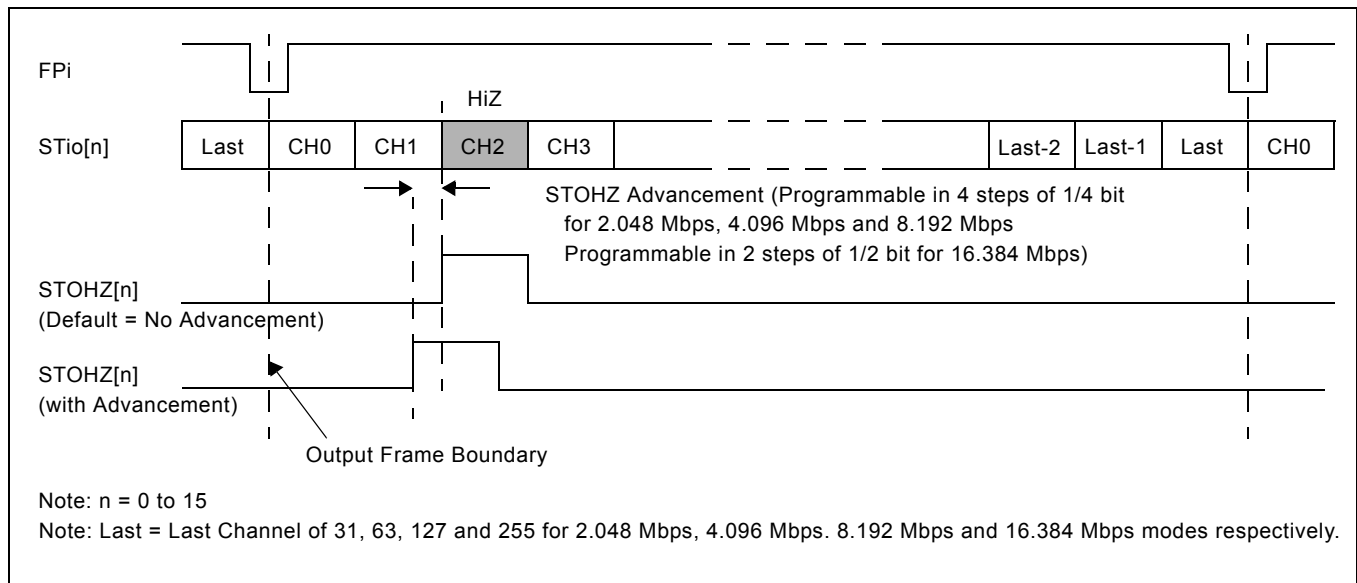 FPi
HiZ
STio[n] Last CH0 CH1 CH2 CH3 Last-2 Last-1 Last CH0
STOHZ Advancement (Programmable in 4 steps of 1/4 bit
for 2.048 Mbps, 4.096 Mbps and 8.192 Mbps
Programmable in 2 steps of 1/2 bit for 16.384 Mbps)
STOHZ[n]
(Default = No Advancement)
STOHZ[n]
(with Advancement)
Output Frame Boundary
Note: n = 0 to 15
Note: Last = Last Channel of 31, 63, 127 and 255 for 2.048 Mbps, 4.096 Mbps. 8.192 Mbps and 16.384 Mbps modes respectively.